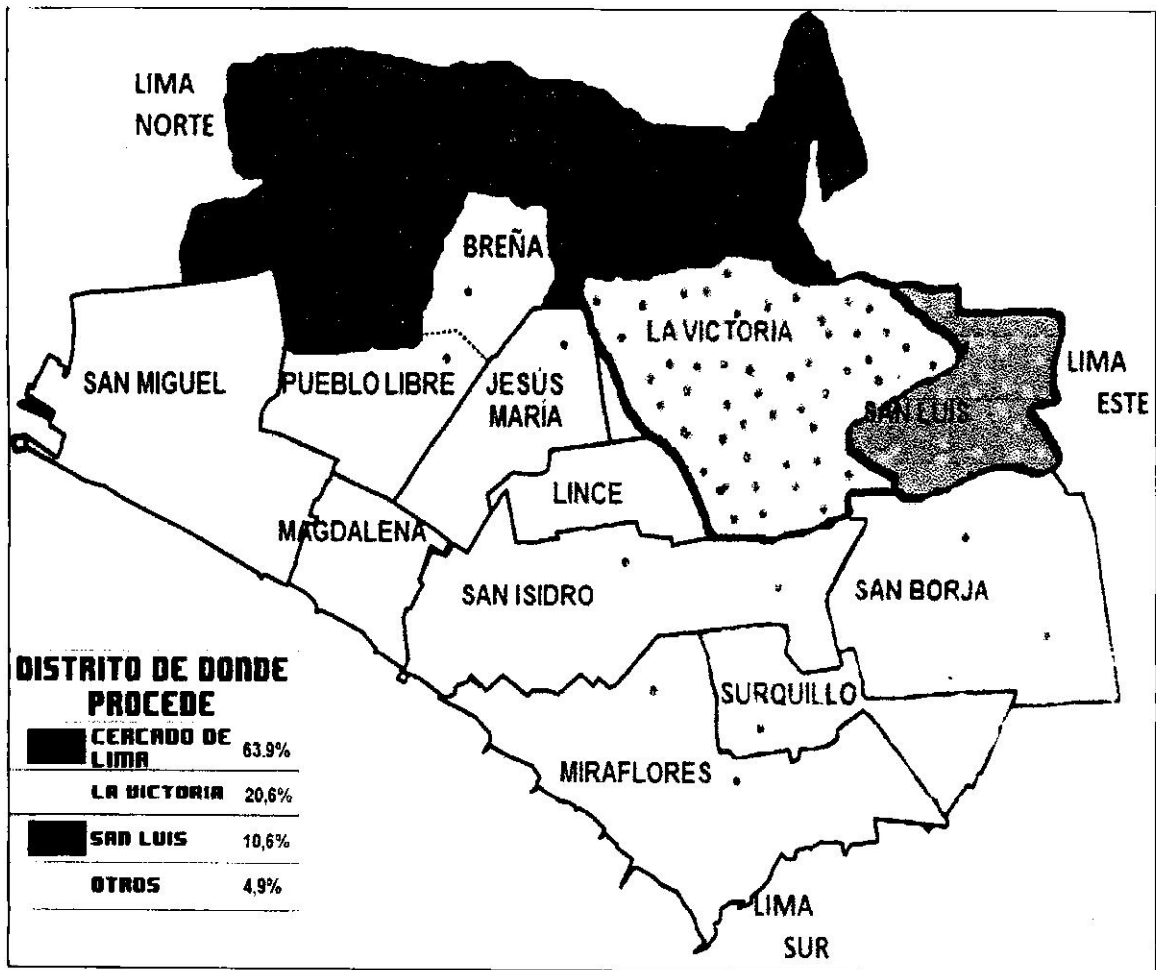 LIMA
NORTE
BREÑA
LA VICTORIA
SAN MIGUEL
PUEBLO LIBRE
JESÚS
MARÍA
SAN LUIS
LIMA
ESTE
LINCE
MAGDALENA
SAN ISIDRO
SAN BORJA
SURQUILLO
MIRAFLORES
LIMA
SUR
DISTRITO DE DONDE
PROCEDE
CERCADO DE
LIMA 63.9%
LA VICTORIA 20,6%
SAN LUIS 10,6%
OTROS 4,9%